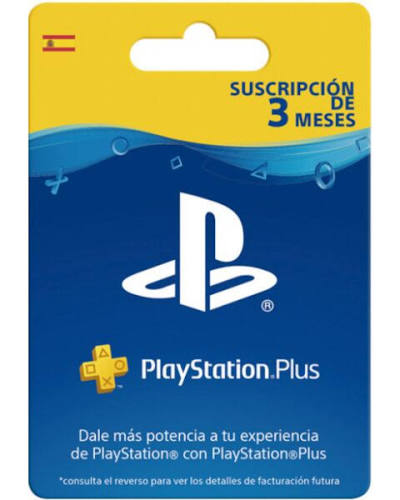 SUSCRIPCIÓN
DE
3 MESES
PlayStation®Plus
Dale más potencia a tu experiencia
de PlayStation® con PlayStation®Plus
*consulta el reverso para ver los detalles de facturación futura